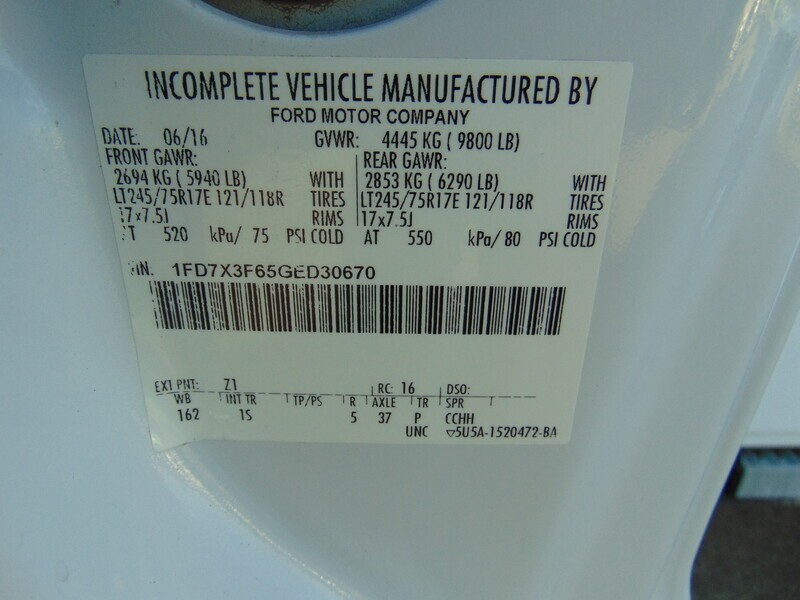 INCOMPLETE VEHICLE MANUFACTURED BY
FORD MOTOR COMPANY
DATE: 06/16 GVWR: 4445 KG ( 9800 LB)
FRONT GAWR: REAR GAWR:
2694 KG ( 5940 LB) WITH 2853 KG ( 6290 LB) WITH
LT245/75R17E 121/118R TIRES LT245/75R17E 121/118R TIRES
17x7.5J RIMS 17x7.5J RIMS
AT 520 kPa/ 75 PSI COLD AT 550 kPa/ 80 PSI COLD
VIN: 1FD7X3F65GED30670
EXT PNT: Z1 RC: 16 DSO:
WB INT TR TP/PS R AXLE TR SPR
162 1S 5 37 P CCHH
UNC ▽5U5A-1520472-BA